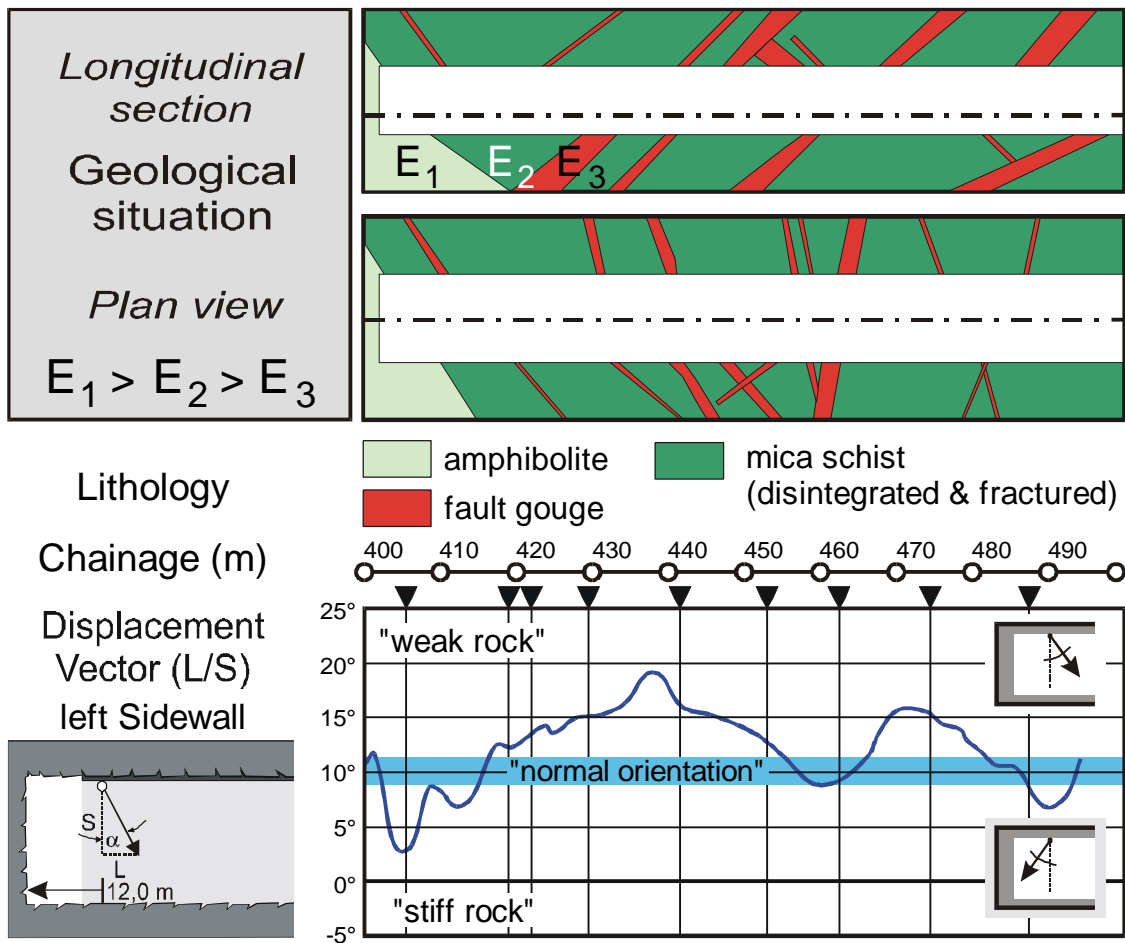 Longitudinal
section
Geological
situation
Plan view
E1 > E2 > E3
E1 E2 E3
amphibolite
fault gouge
mica schist
(disintegrated & fractured)
Lithology
Chainage (m)
400 410 420 430 440 450 460 470 480 490
Displacement
Vector (L/S)
left Sidewall
S
α
L
12,0 m
25°
20°
15°
10°
5°
0°
-5°
"weak rock"
"normal orientation"
"stiff rock"